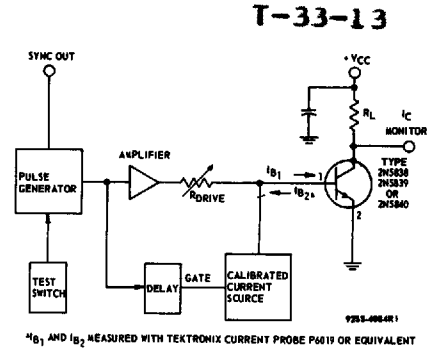 T-33-13
+VCC
SYNC OUT
RL
IC
MONITOR
AMPLIFIER
TYPE
2N5838
2N5839
OR
2N5840
PULSE
GENERATOR
RDRIVE
IB1
IB2*
1
2
TEST
SWITCH
DELAY
GATE
CALIBRATED
CURRENT
SOURCE
92SS-4084R1
*IB1 AND IB2 MEASURED WITH TEKTRONIX CURRENT PROBE P6019 OR EQUIVALENT